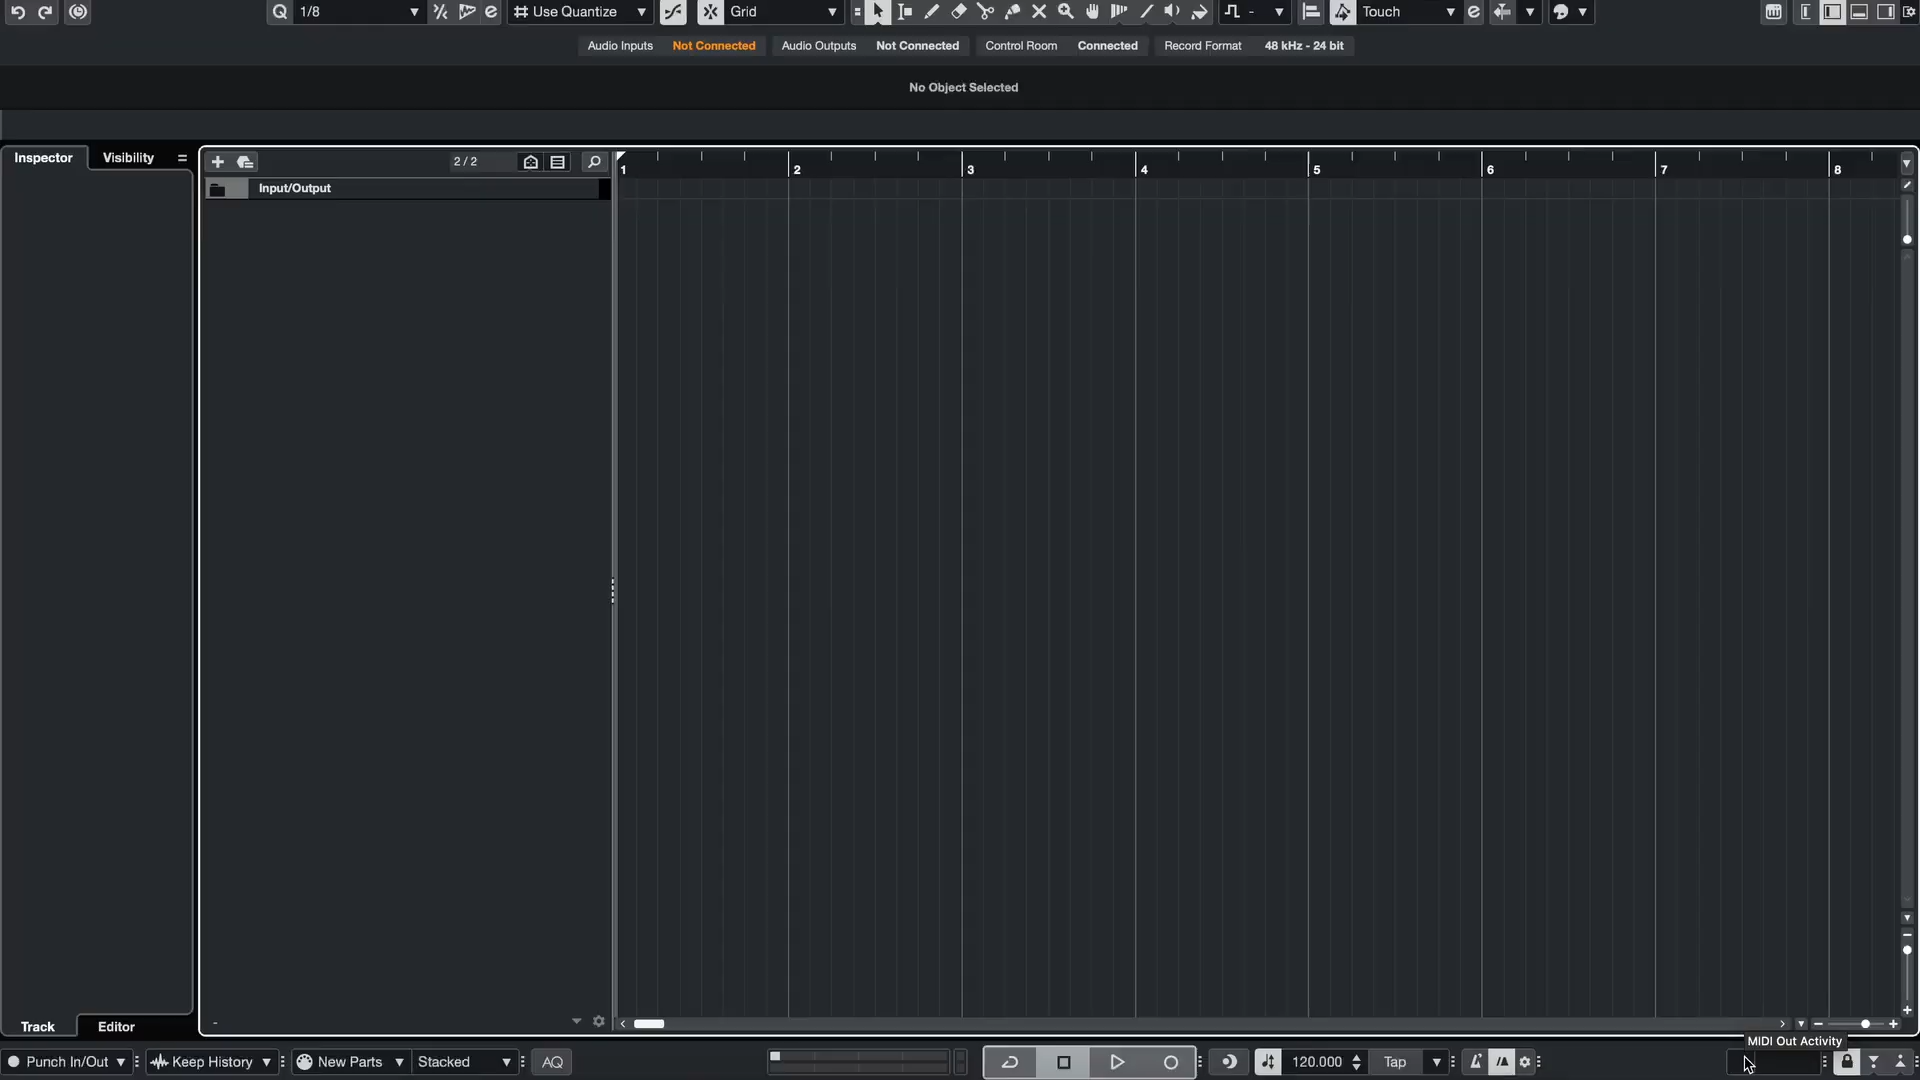 1/8 Use Quantize Grid - Touch
Audio Inputs Not Connected Audio Outputs Not Connected Control Room Connected Record Format 48 kHz - 24 bit
No Object Selected
Inspector Visibility
2 / 2
1 2 3 4 5 6 7 8
Input/Output
Track Editor
-
MIDI Out Activity
Punch In/Out Keep History New Parts Stacked AQ 120.000 Tap